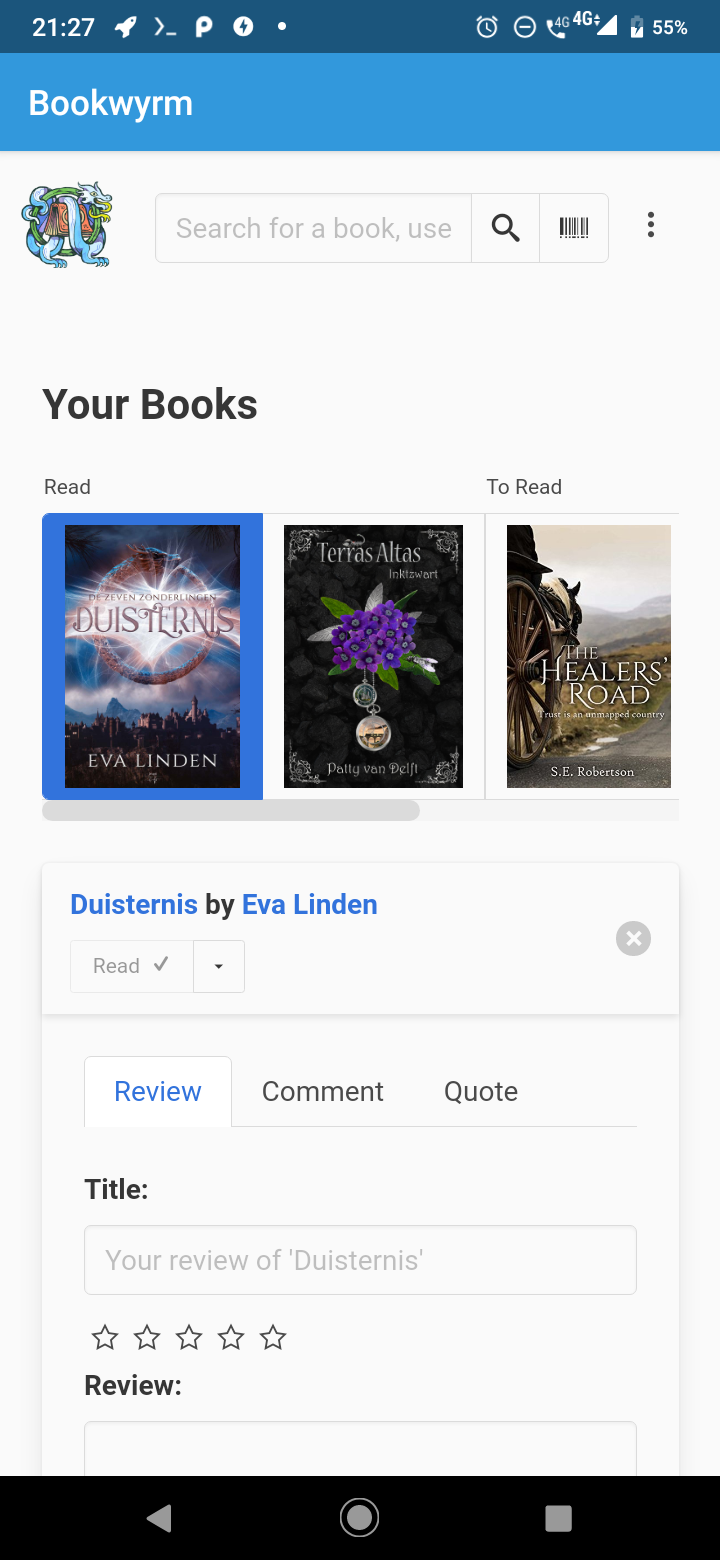 21:27
4G 4G 55%
Bookwyrm
Search for a book, use
Your Books
Read
To Read
DE ZEVEN ZONDERLINGEN
DUISTERNIS
EVA LINDEN
Terras Altas
Inktzwart
Patty van Delft
THE
HEALERS'
ROAD
Trust is an unmapped country
S.E. Robertson
Duisternis by Eva Linden
Read
Review Comment Quote
Title:
Your review of 'Duisternis'
Review: